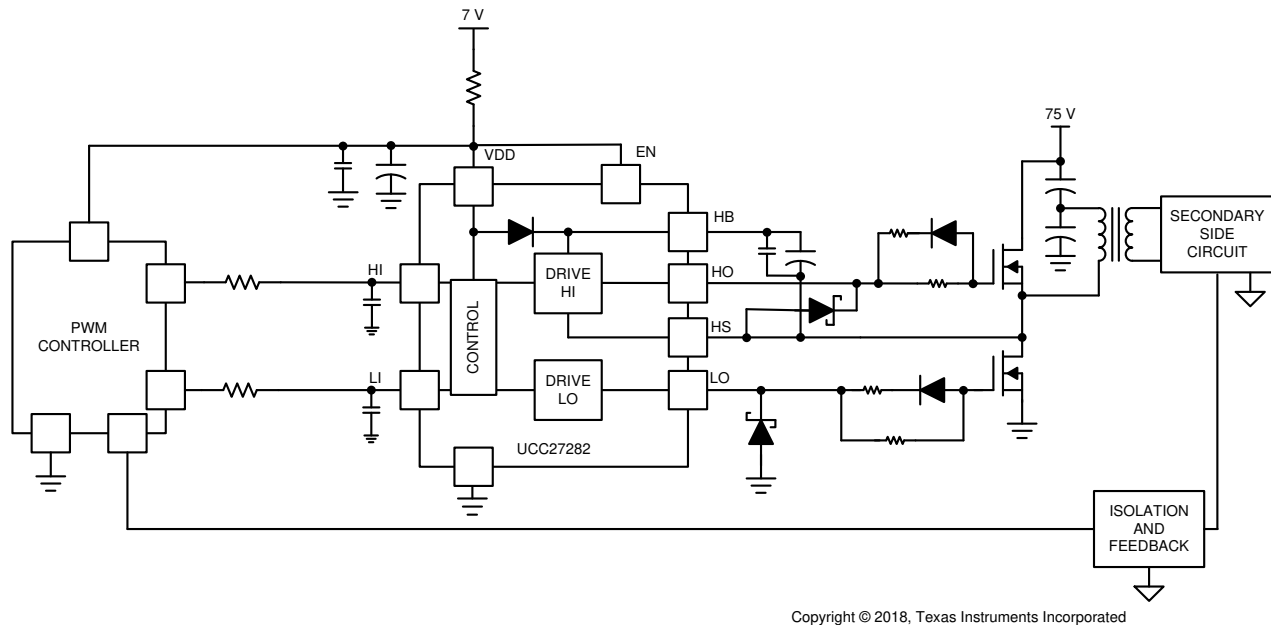 7 V
75 V
VDD
EN
HB
SECONDARY
SIDE
CIRCUIT
HI
DRIVE
HI
HO
PWM
CONTROLLER
CONTROL
HS
LI
DRIVE
LO
LO
UCC27282
ISOLATION
AND
FEEDBACK
Copyright © 2018, Texas Instruments Incorporated